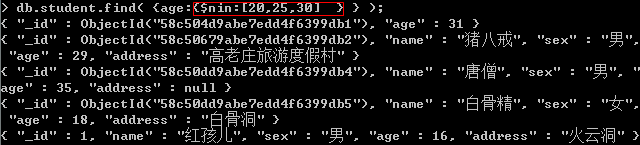 > db.student.find( {age:{$nin:[20,25,30]  } } );
{ "_id" : ObjectId("58c504d9abe7edd4f6399db1"), "age" : 31 }
{ "_id" : ObjectId("58c50679abe7edd4f6399db2"), "name" : "猪八戒", "sex" : "男",
"age" : 29, "address" : "高老庄旅游度假村" }
{ "_id" : ObjectId("58c50dd9abe7edd4f6399db4"), "name" : "唐僧", "sex" : "男", "
age" : 35, "address" : null }
{ "_id" : ObjectId("58c50dd9abe7edd4f6399db5"), "name" : "白骨精", "sex" : "女",
"age" : 18, "address" : "白骨洞" }
{ "_id" : 1, "name" : "红孩儿", "sex" : "男", "age" : 16, "address" : "火云洞" }